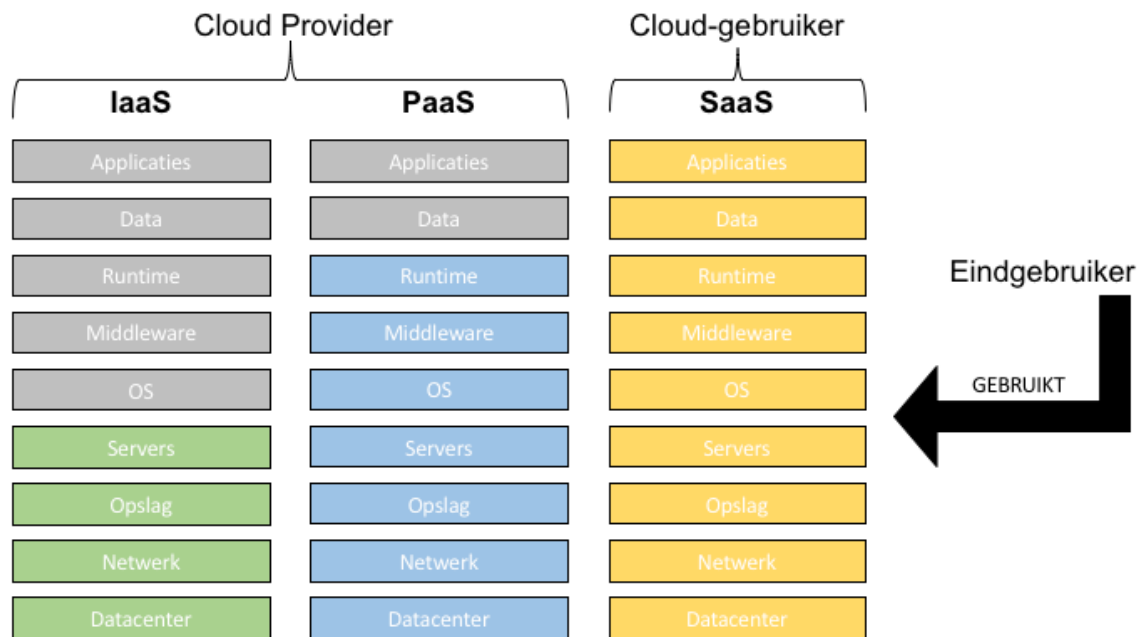 Cloud Provider
Cloud-gebruiker
IaaS
PaaS
SaaS
Applicaties
Applicaties
Applicaties
Data
Data
Data
Runtime
Runtime
Runtime
Eindgebruiker
Middleware
Middleware
Middleware
OS
OS
OS
GEBRUIKT
Servers
Servers
Servers
Opslag
Opslag
Opslag
Netwerk
Netwerk
Netwerk
Datacenter
Datacenter
Datacenter